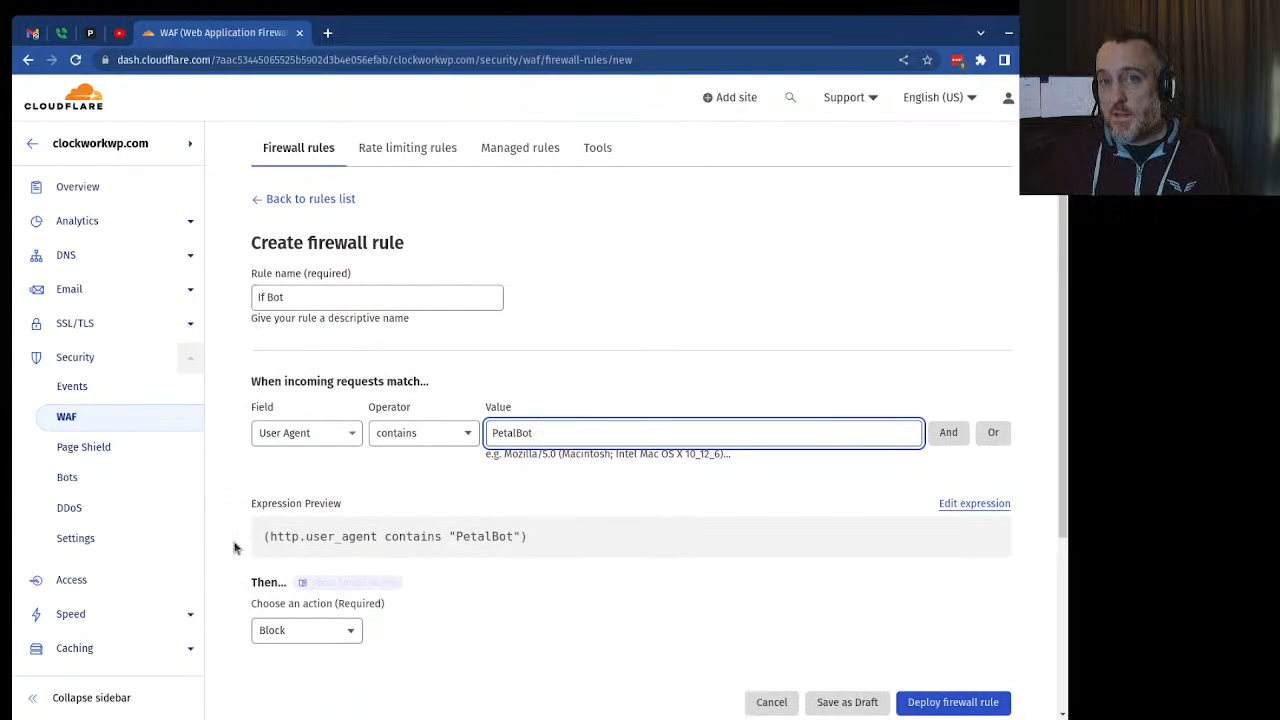 P
WAF (Web Application Firewa
dash.cloudflare.com/7aac53445065525b5902d3b4e056efab/clockworkwp.com/security/waf/firewall-rules/new
CLOUDFLARE
Add site
Support
English (US)
clockworkwp.com
Overview
Analytics
DNS
Email
SSL/TLS
Security
Events
WAF
Page Shield
Bots
DDoS
Settings
Access
Speed
Caching
Collapse sidebar
Firewall rules
Rate limiting rules
Managed rules
Tools
Back to rules list
Create firewall rule
Rule name (required)
If Bot
Give your rule a descriptive name
When incoming requests match...
Field
Operator
Value
User Agent
contains
PetalBot
And
Or
e.g. Mozilla/5.0 (Macintosh; Intel Mac OS X 10_12_6)...
Expression Preview
Edit expression
(http.user_agent contains "PetalBot")
Then...
Choose an action (Required)
Block
Cancel
Save as Draft
Deploy firewall rule